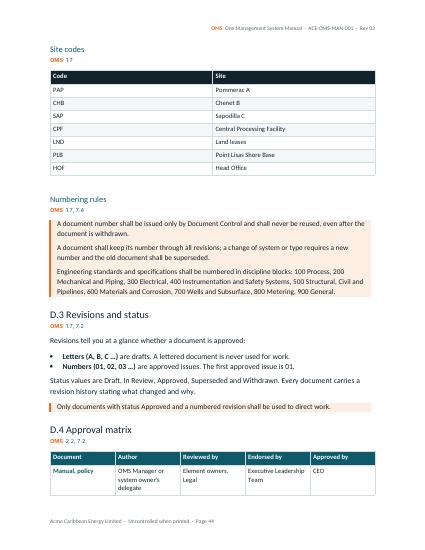 OMS One Management System Manual · ACE-OMS-MAN-001 · Rev 03
Site codes
OMS 1.7
Code Site
PAP Pommerac A
CHB Chenet B
SAP Sapodilla C
CPF Central Processing Facility
LND Land leases
PLB Point Lisas Shore Base
HOF Head Office
Numbering rules
OMS 1.7, 7.4
A document number shall be issued only by Document Control and shall never be reused, even after the
document is withdrawn.
A document shall keep its number through all revisions; a change of system or type requires a new
number and the old document shall be superseded.
Engineering standards and specifications shall be numbered in discipline blocks: 100 Process, 200
Mechanical and Piping, 300 Electrical, 400 Instrumentation and Safety Systems, 500 Structural, Civil and
Pipelines, 600 Materials and Corrosion, 700 Wells and Subsurface, 800 Metering, 900 General.
D.3 Revisions and status
OMS 1.7, 7.2
Revisions tell you at a glance whether a document is approved:
• Letters (A, B, C ...) are drafts. A lettered document is never used for work.
• Numbers (01, 02, 03 ...) are approved issues. The first approved issue is 01.
Status values are Draft, In Review, Approved, Superseded and Withdrawn. Every document carries a
revision history stating what changed and why.
Only documents with status Approved and a numbered revision shall be used to direct work.
D.4 Approval matrix
OMS 2.2, 7.2
Document Author Reviewed by Endorsed by Approved by
Manual, policy OMS Manager or Element owners, Executive Leadership CEO
system owner's Legal Team
delegate
Acme Caribbean Energy Limited · Uncontrolled when printed · Page 44